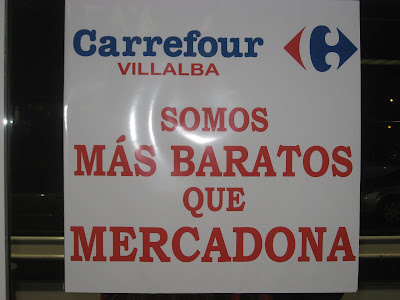 Carrefour
VILLALBA
SOMOS
MÁS BARATOS
QUE
MERCADONA